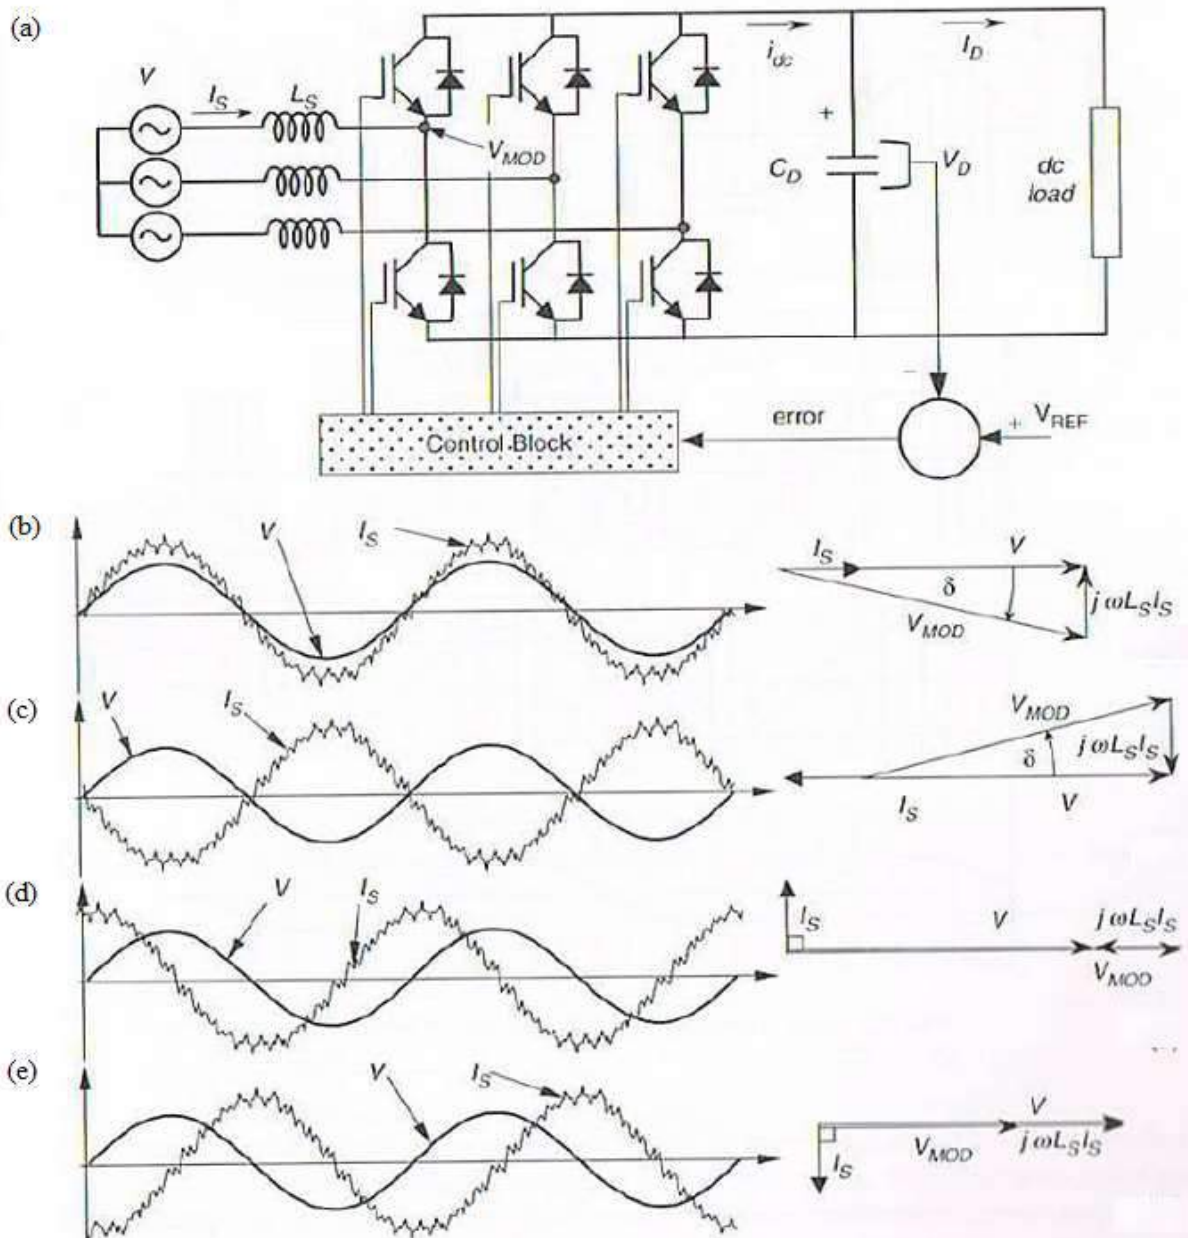 (a)
V
I_S
L_S
V_MOD
i_dc
I_D
+
C_D
V_D
dc
load
−
Control Block
error
+ V_REF
(b)
V
I_S
I_S
V
δ
V_MOD
j ωL_S I_S
(c)
V
I_S
V_MOD
j ωL_S I_S
δ
I_S
V
(d)
V
I_S
I_S
V
j ωL_S I_S
V_MOD
(e)
V
I_S
V
V_MOD
j ωL_S I_S
I_S